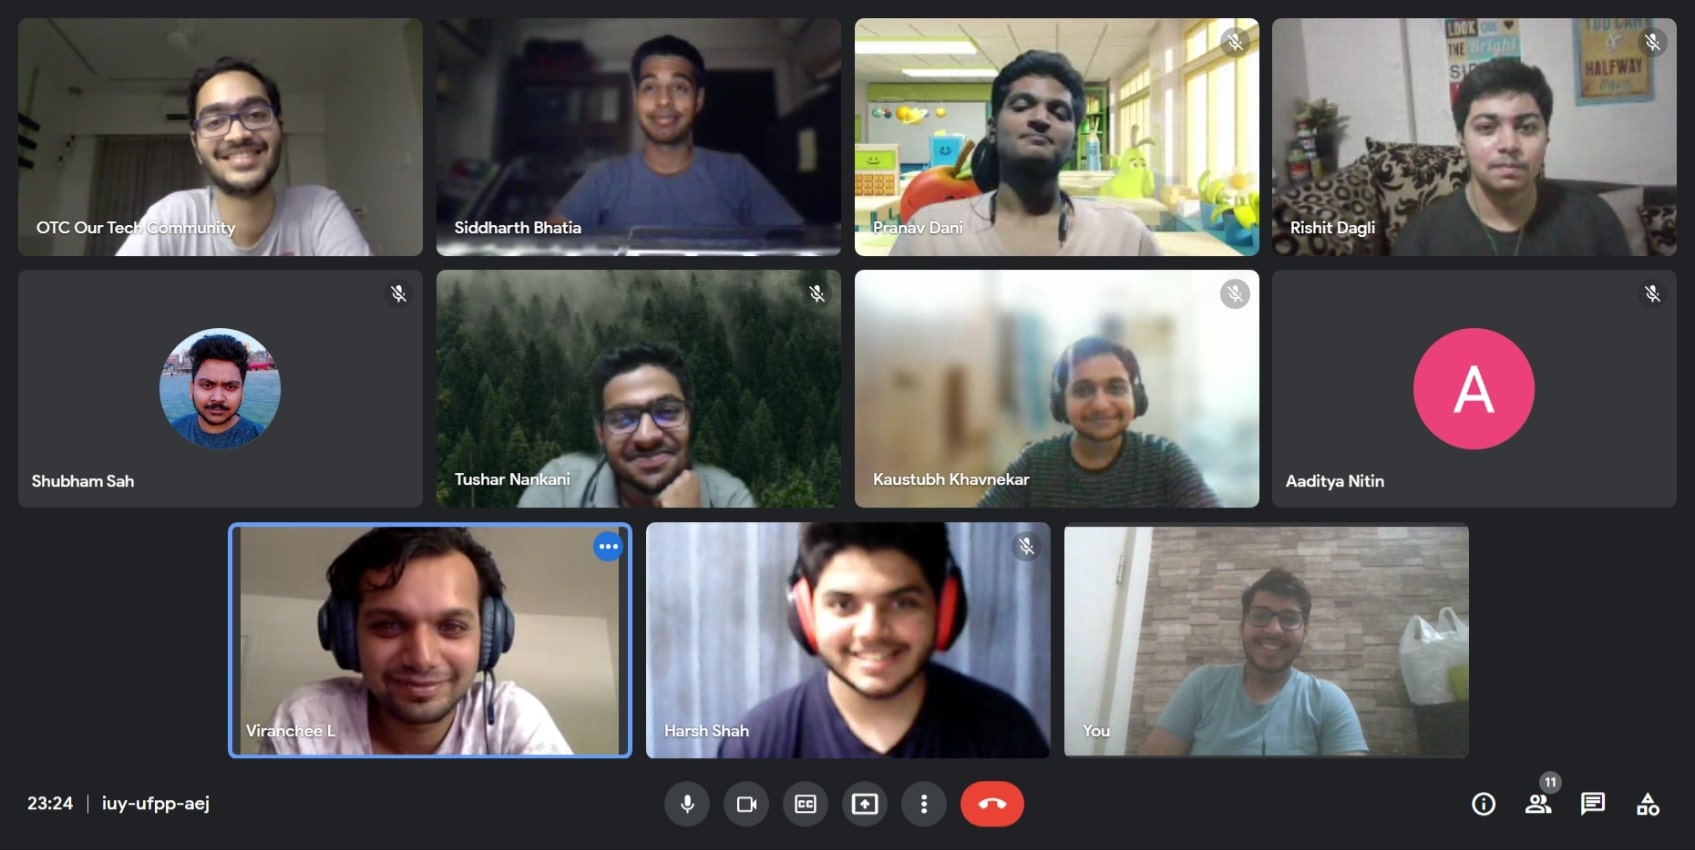 OTC Our Tech Community
Siddharth Bhatia
Pranav Dani
LOOK ON
THE Bright
YOU CAN
&
HALFWAY
Rishit Dagli
Shubham Sah
Tushar Nankani
Kaustubh Khavnekar
A
Aaditya Nitin
Viranchee L
Harsh Shah
You
23:24 | iuy-ufpp-aej
CC
11